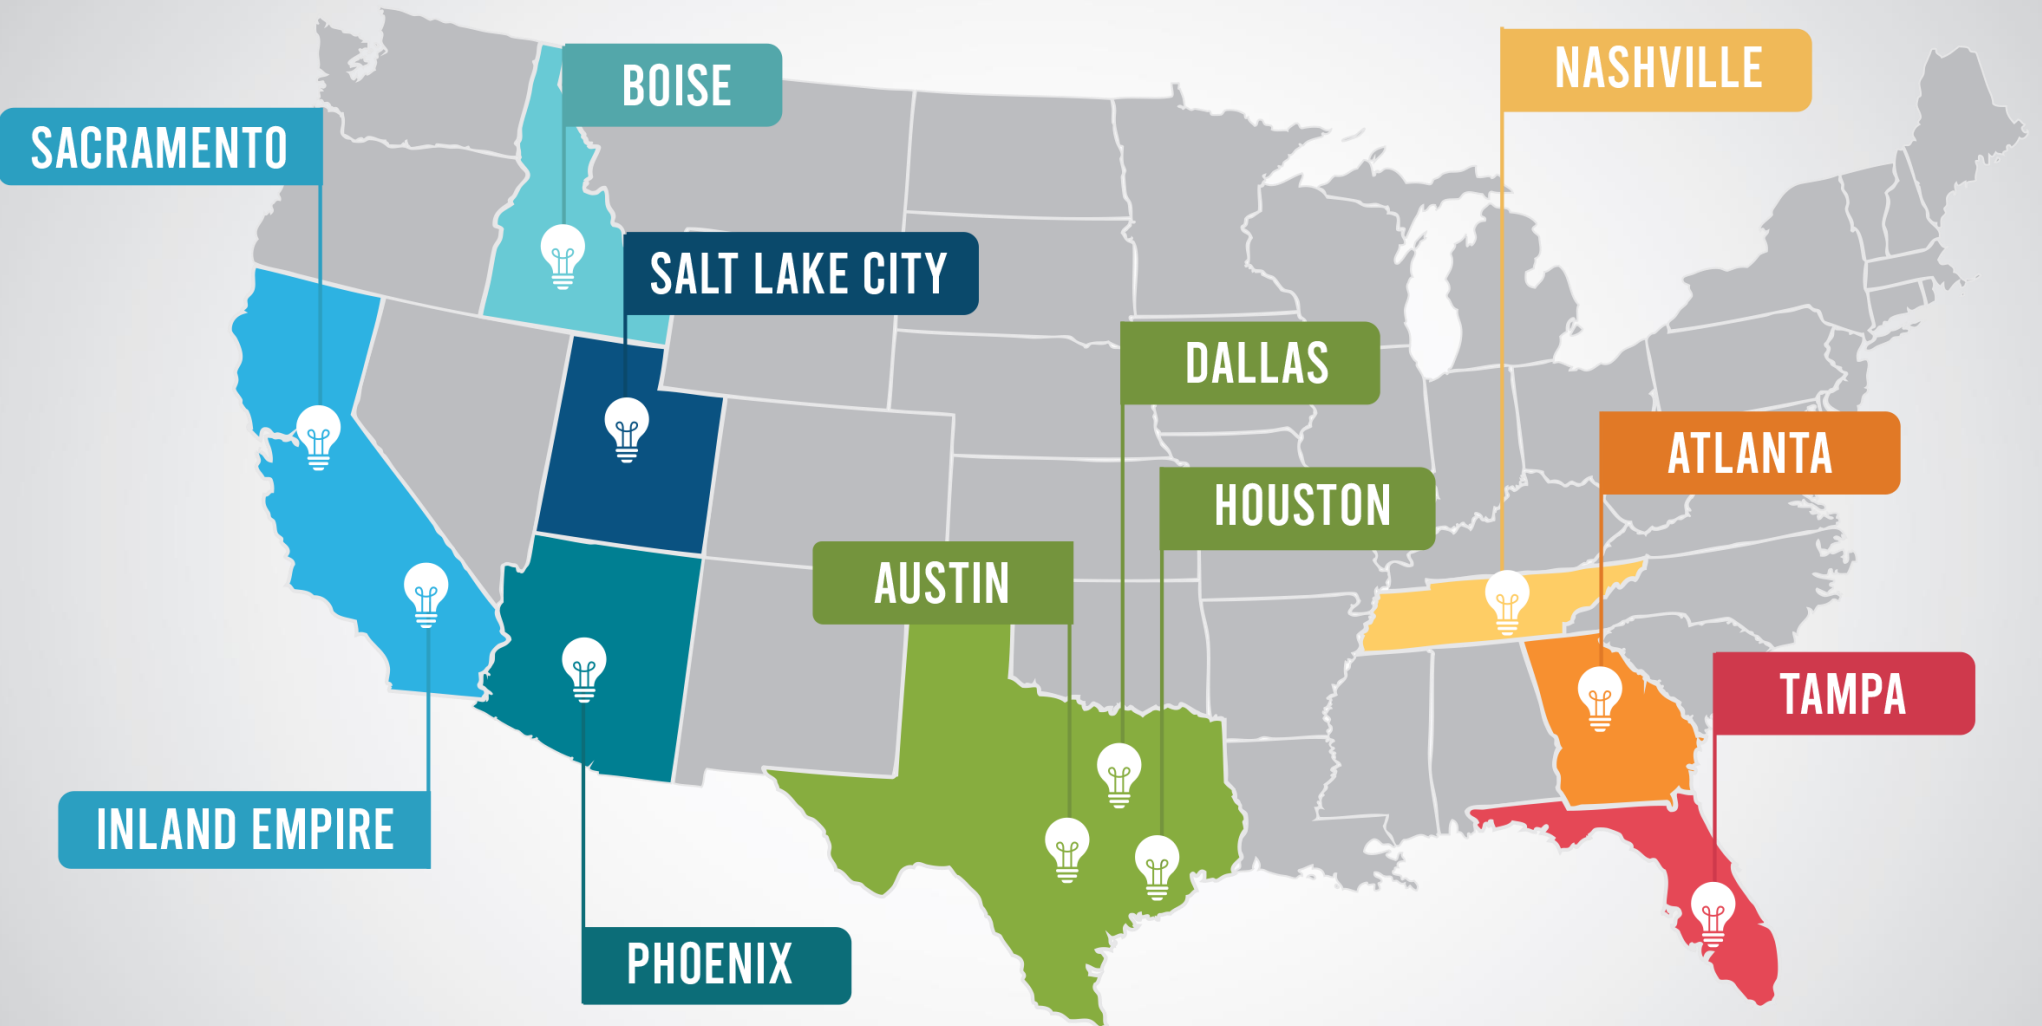 NASHVILLE
BOISE
SACRAMENTO
SALT LAKE CITY
DALLAS
ATLANTA
HOUSTON
AUSTIN
TAMPA
INLAND EMPIRE
PHOENIX